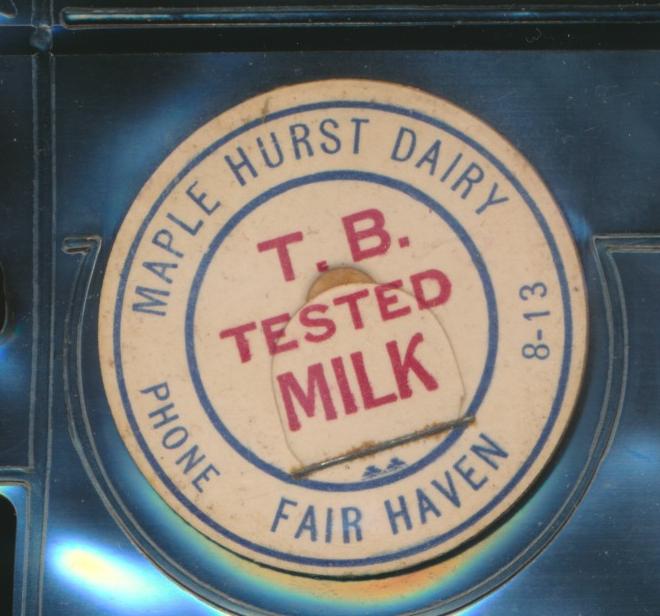 MAPLE HURST DAIRY
T. B.
TESTED
MILK
PHONE 8-13
FAIR HAVEN